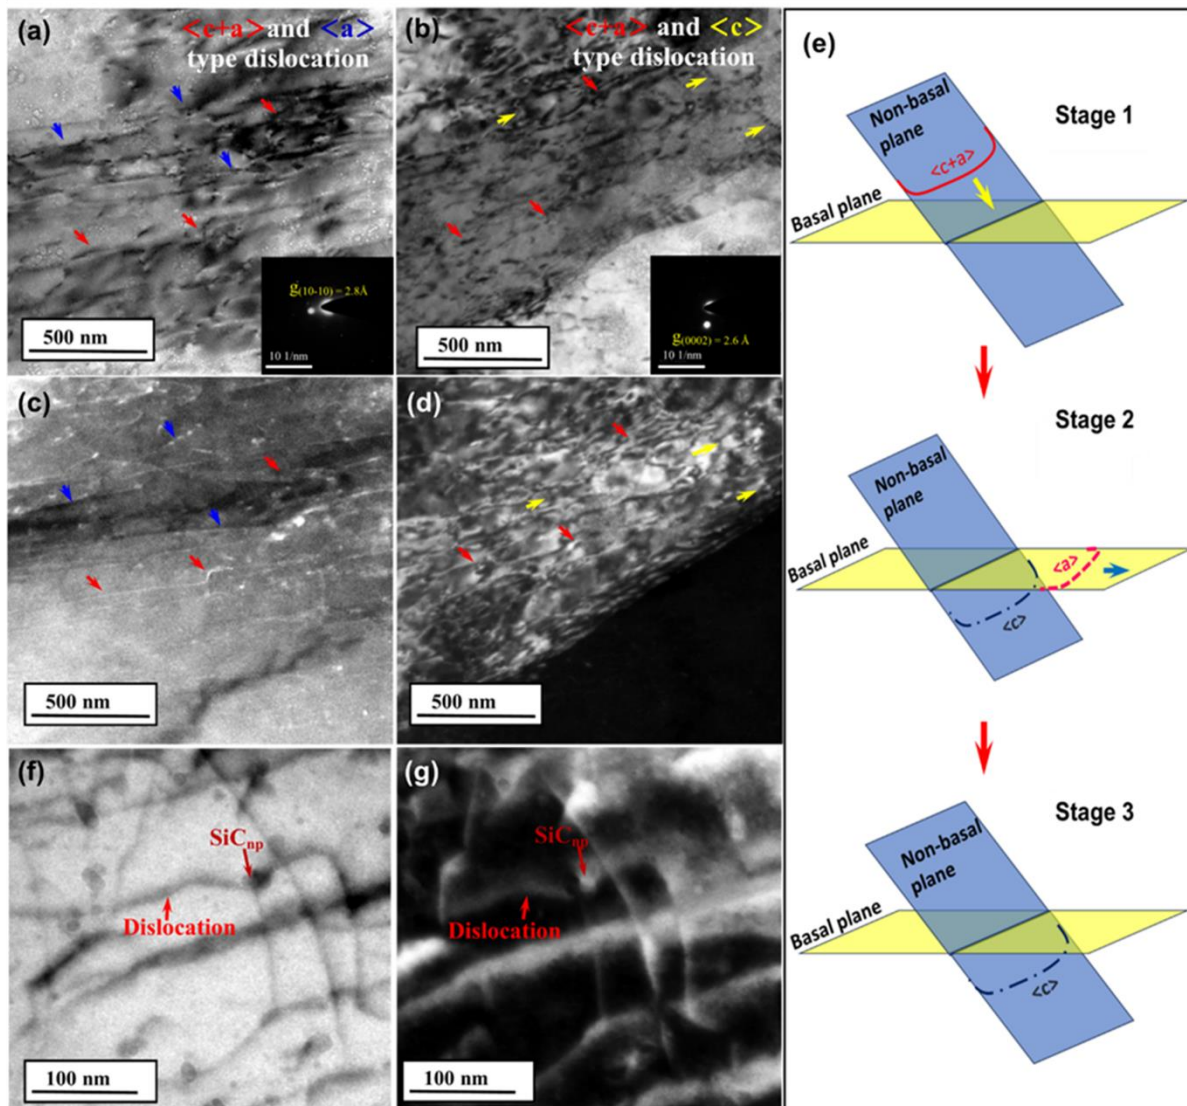 (a)
<c+a> and <a>
type dislocation
g(10-10) = 2.8Å
10 1/nm
500 nm
(b)
<c+a> and <c>
type dislocation
g(0002) = 2.6 Å
10 1/nm
500 nm
(c)
500 nm
(d)
500 nm
(f)
SiCnp
Dislocation
100 nm
(g)
SiCnp
Dislocation
100 nm
(e)
Stage 1
Non-basal
plane
<c+a>
Basal plane
Stage 2
Non-basal
plane
Basal plane
<a>
<c>
Stage 3
Non-basal
plane
Basal plane
<c>